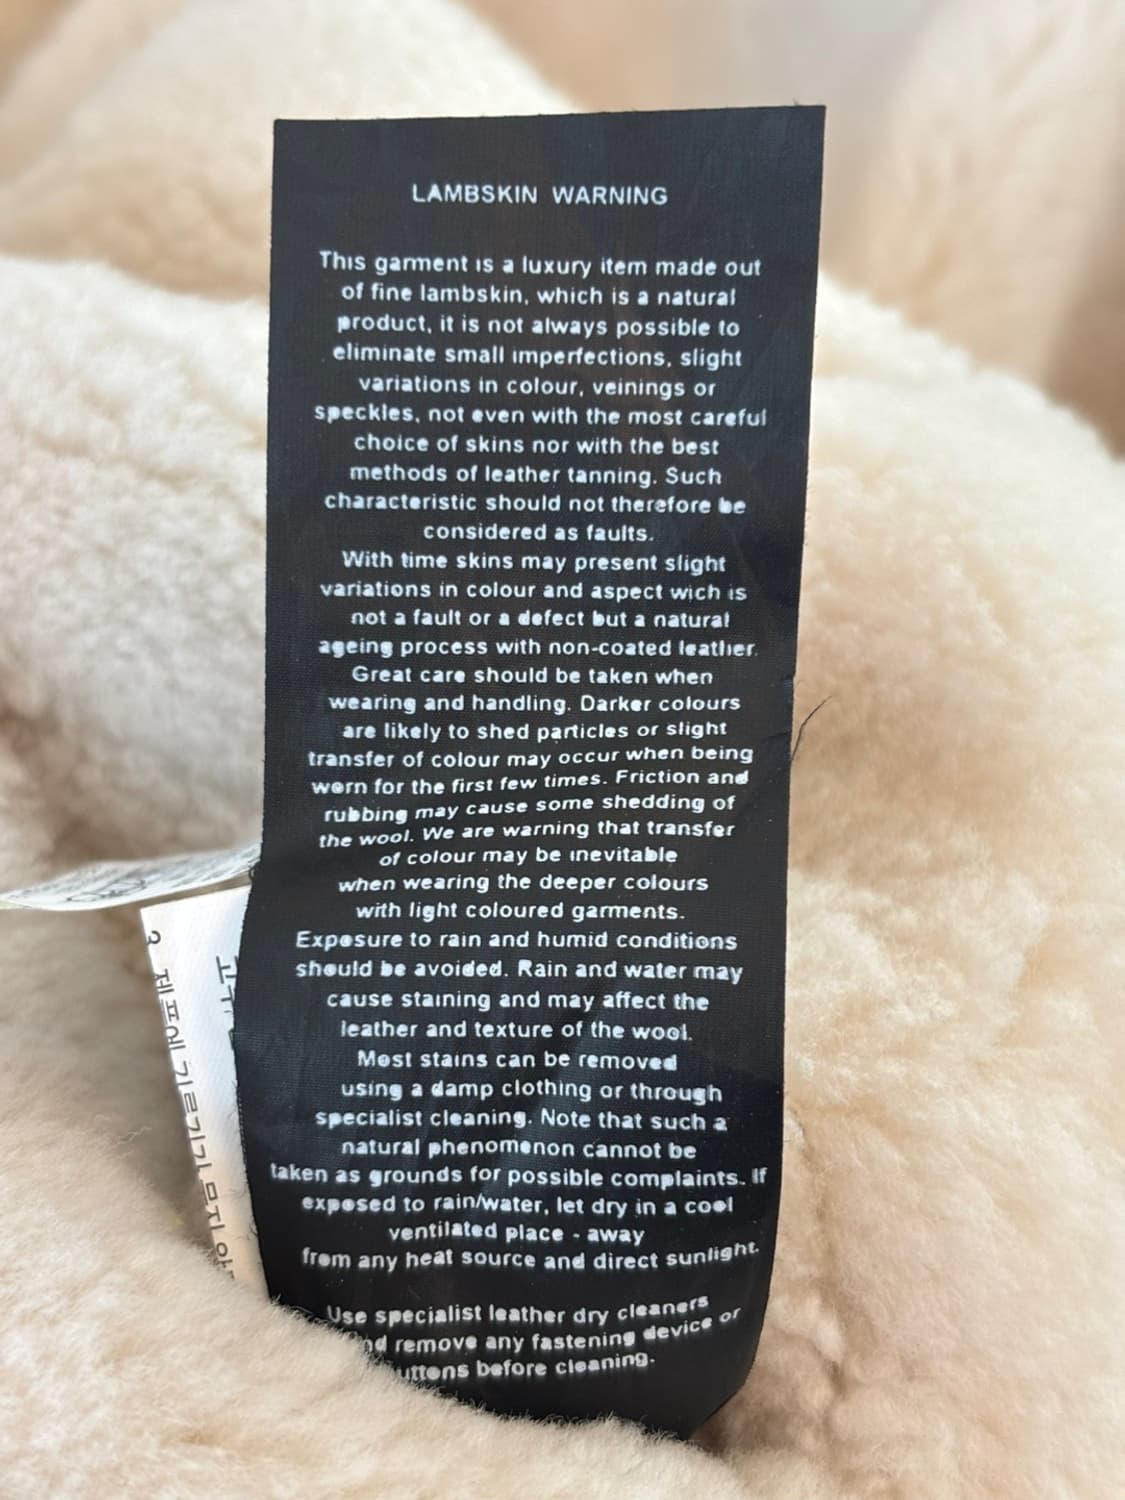 LAMBSKIN WARNING
This garment is a luxury item made out
of fine lambskin, which is a natural
product, it is not always possible to
eliminate small imperfections, slight
variations in colour, veinings or
speckles, not even with the most careful
choice of skins nor with the best
methods of leather tanning. Such
characteristic should not therefore be
considered as faults.
With time skins may present slight
variations in colour and aspect wich is
not a fault or a defect but a natural
ageing process with non-coated leather.
Great care should be taken when
wearing and handling. Darker colours
are likely to shed particles or slight
transfer of colour may occur when being
worn for the first few times. Friction and
rubbing may cause some shedding of
the wool. We are warning that transfer
of colour may be inevitable
when wearing the deeper colours
with light coloured garments.
Exposure to rain and humid conditions
should be avoided. Rain and water may
cause staining and may affect the
leather and texture of the wool.
Most stains can be removed
using a damp clothing or through
specialist cleaning. Note that such a
natural phenomenon cannot be
taken as grounds for possible complaints. If
exposed to rain/water, let dry in a cool
ventilated place - away
from any heat source and direct sunlight.
Use specialist leather dry cleaners
nd remove any fastening device or
uttons before cleaning.